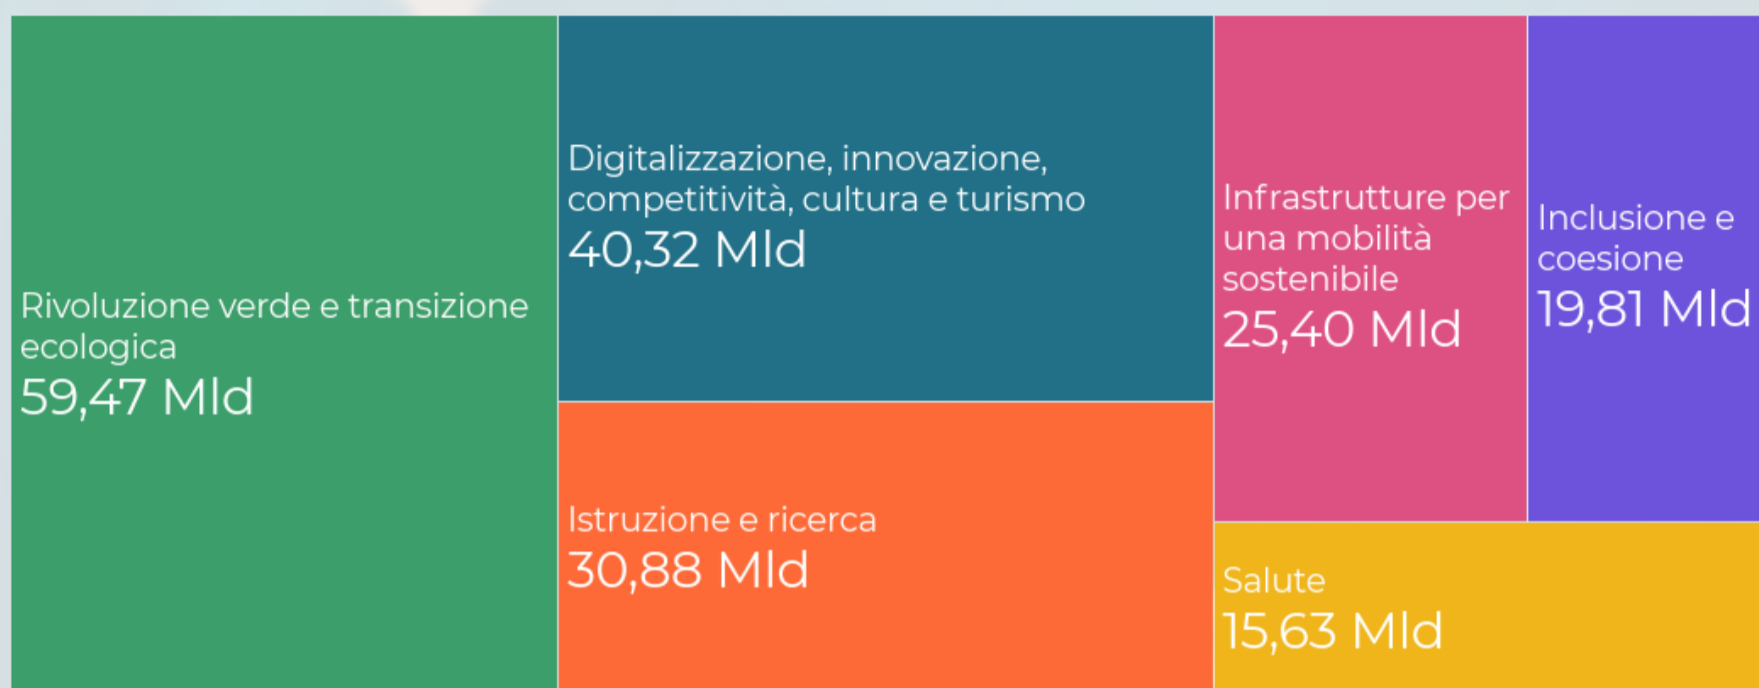 Rivoluzione verde e transizione
ecologica
59,47 Mld
Digitalizzazione, innovazione,
competitività, cultura e turismo
40,32 Mld
Istruzione e ricerca
30,88 Mld
Infrastrutture per
una mobilità
sostenibile
25,40 Mld
Inclusione e
coesione
19,81 Mld
Salute
15,63 Mld